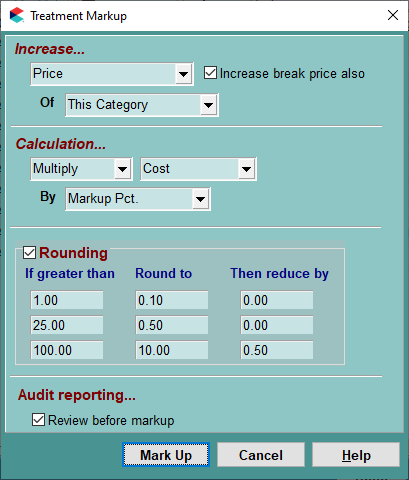 Treatment Markup
Increase...
Price Increase break price also
Of This Category
Calculation...
Multiply Cost
By Markup Pct.
Rounding
If greater than Round to Then reduce by
1.00 0.10 0.00
25.00 0.50 0.00
100.00 10.00 0.50
Audit reporting...
Review before markup
Mark Up Cancel Help